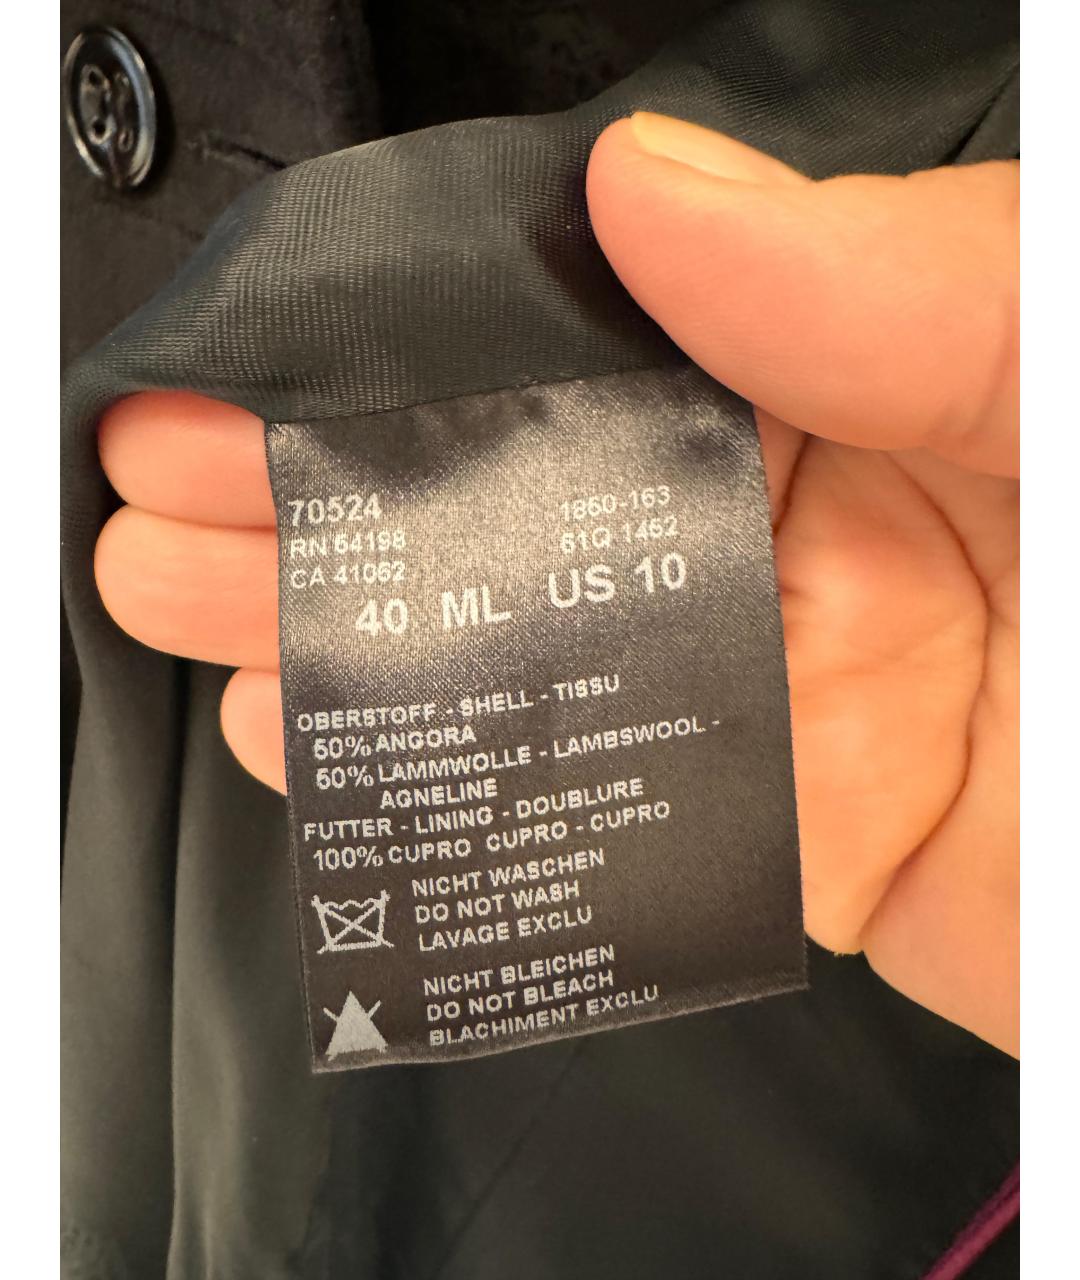 70524
1860-163
RN 54198
61Q 1452
CA 41062
40 ML US 10
OBERSTOFF - SHELL - TISSU
50% ANGORA
50% LAMMWOLLE - LAMBSWOOL -
AGNELINE
FUTTER - LINING - DOUBLURE
100% CUPRO CUPRO - CUPRO
NICHT WASCHEN
DO NOT WASH
LAVAGE EXCLU
NICHT BLEICHEN
DO NOT BLEACH
BLACHIMENT EXCLU